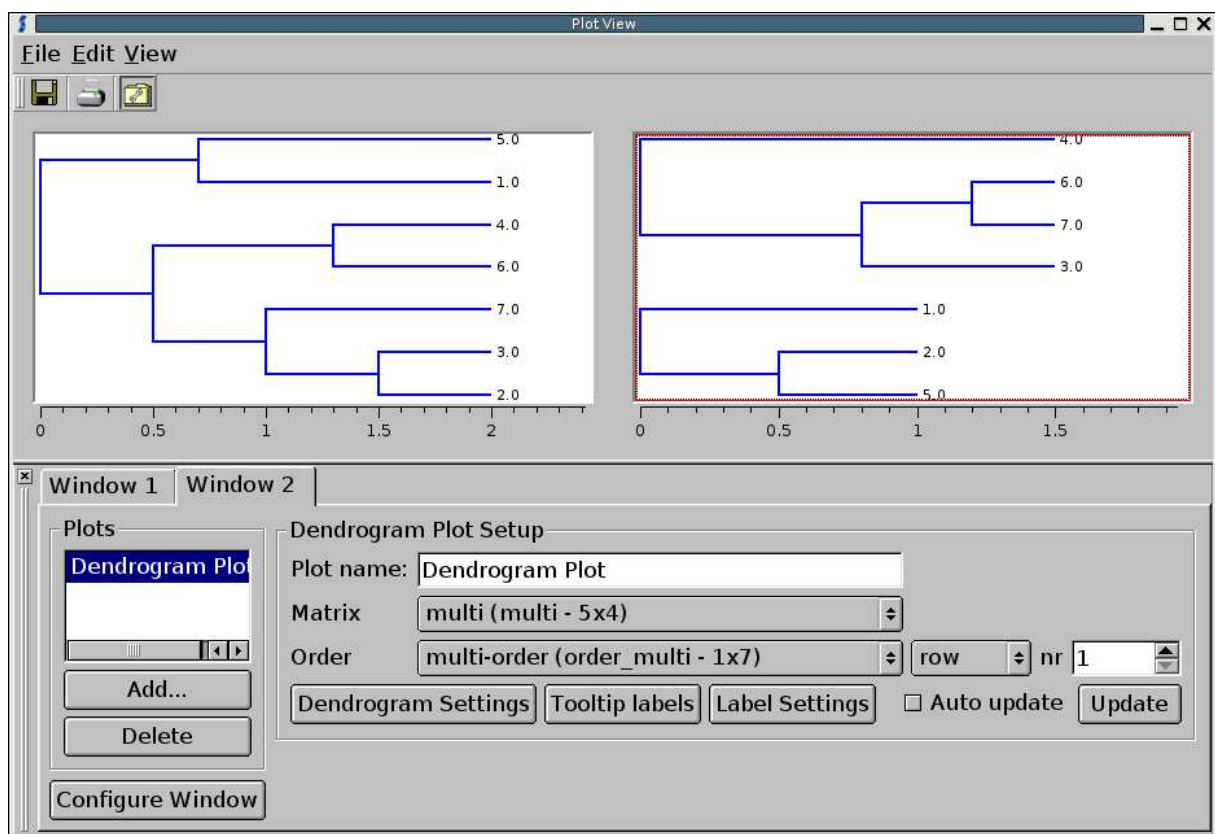 Plot View
File Edit View
5.0
1.0
4.0
6.0
7.0
3.0
2.0
0 0.5 1 1.5 2
4.0
6.0
7.0
3.0
1.0
2.0
5.0
0 0.5 1 1.5
Window 1 Window 2
Plots
Dendrogram Plot
Add...
Delete
Configure Window
Dendrogram Plot Setup
Plot name: Dendrogram Plot
Matrix multi (multi - 5x4)
Order multi-order (order_multi - 1x7) row nr 1
Dendrogram Settings Tooltip labels Label Settings Auto update Update